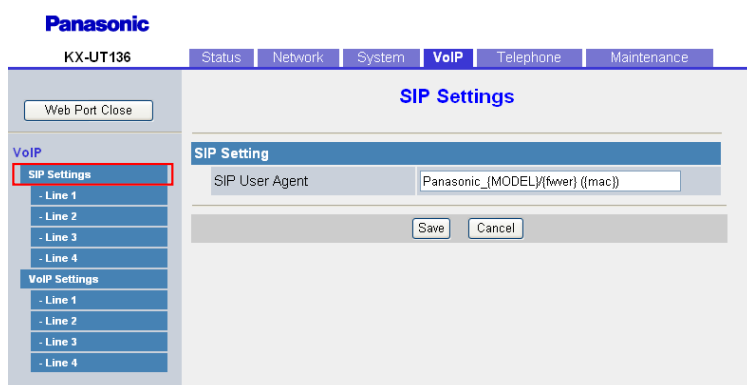 Panasonic
KX-UT136
Status Network System VoIP Telephone Maintenance
Web Port Close
SIP Settings
VoIP
SIP Settings
- Line 1
- Line 2
- Line 3
- Line 4
VoIP Settings
- Line 1
- Line 2
- Line 3
- Line 4
SIP Setting
SIP User Agent Panasonic_{MODEL}/{fwver} ({mac})
Save Cancel